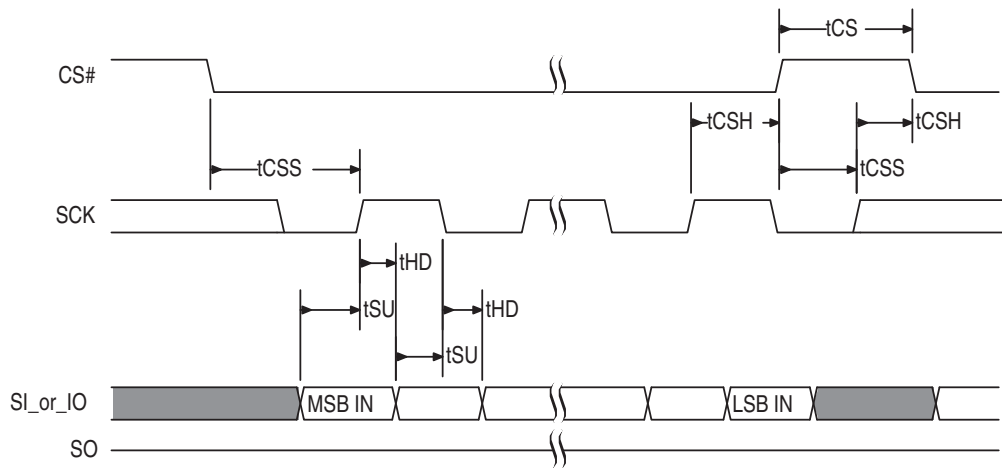 tCS
CS#
tCSH
tCSH
tCSS
tCSS
SCK
tHD
tSU
tHD
tSU
SI_or_IO
MSB IN
LSB IN
SO